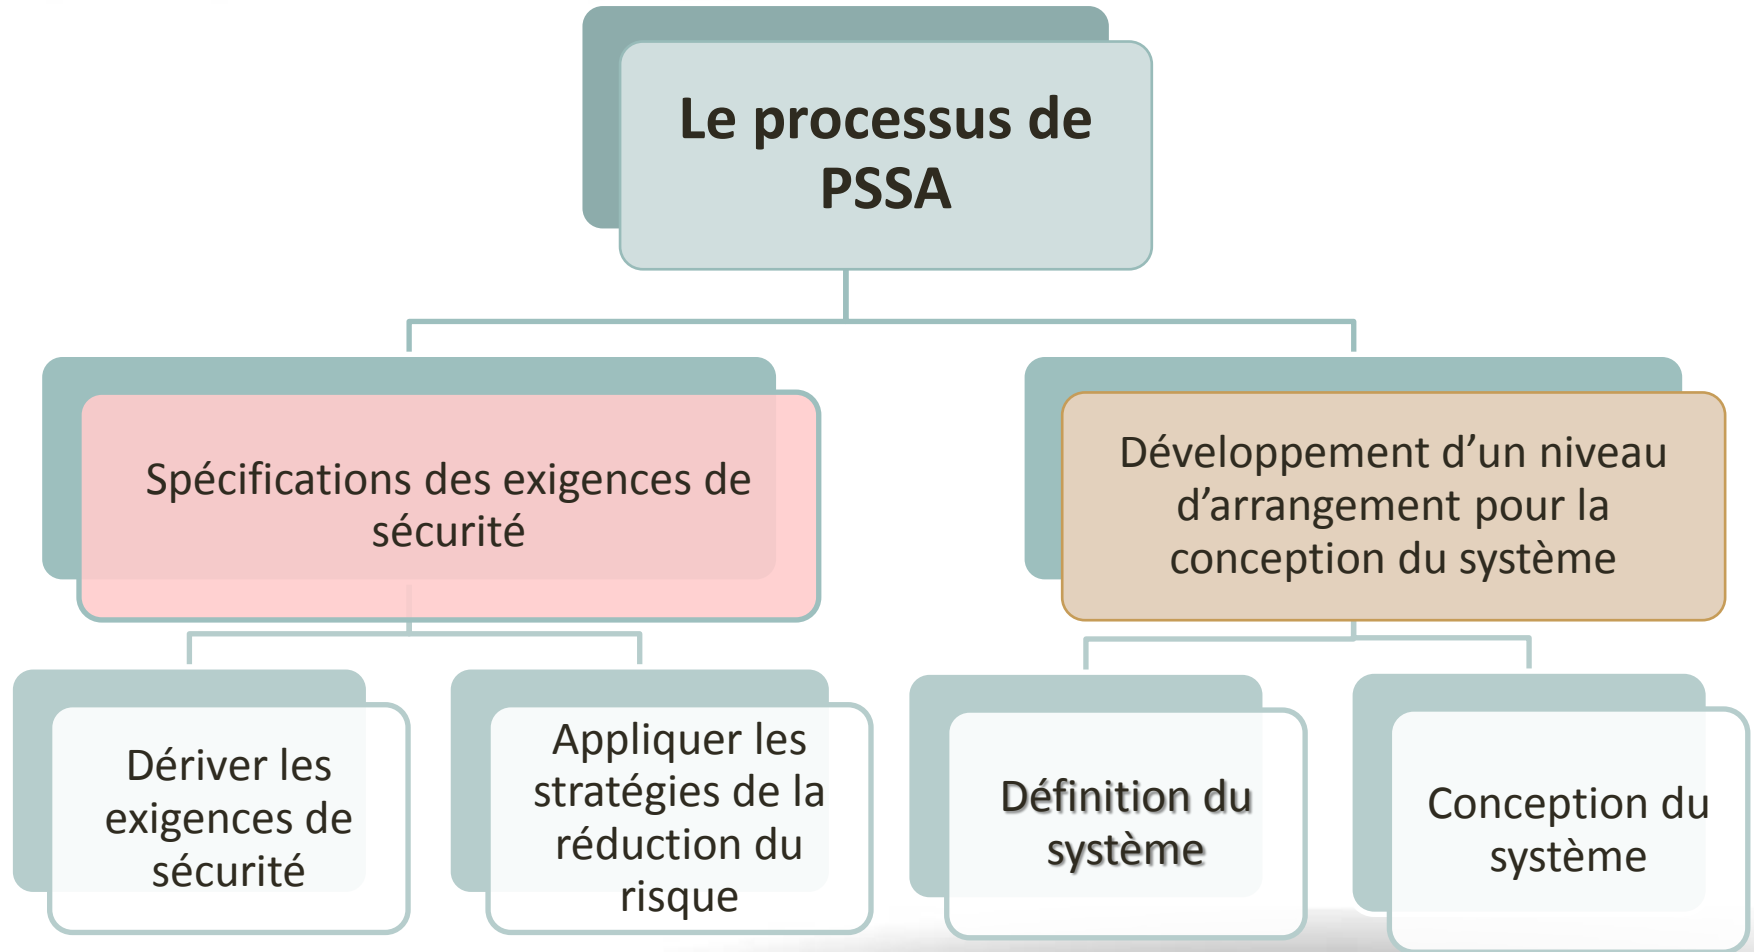 Le processus de
PSSA
Spécifications des exigences de
sécurité
Développement d’un niveau
d’arrangement pour la
conception du système
Dériver les
exigences de
sécurité
Appliquer les
stratégies de la
réduction du
risque
Définition du
système
Conception du
système